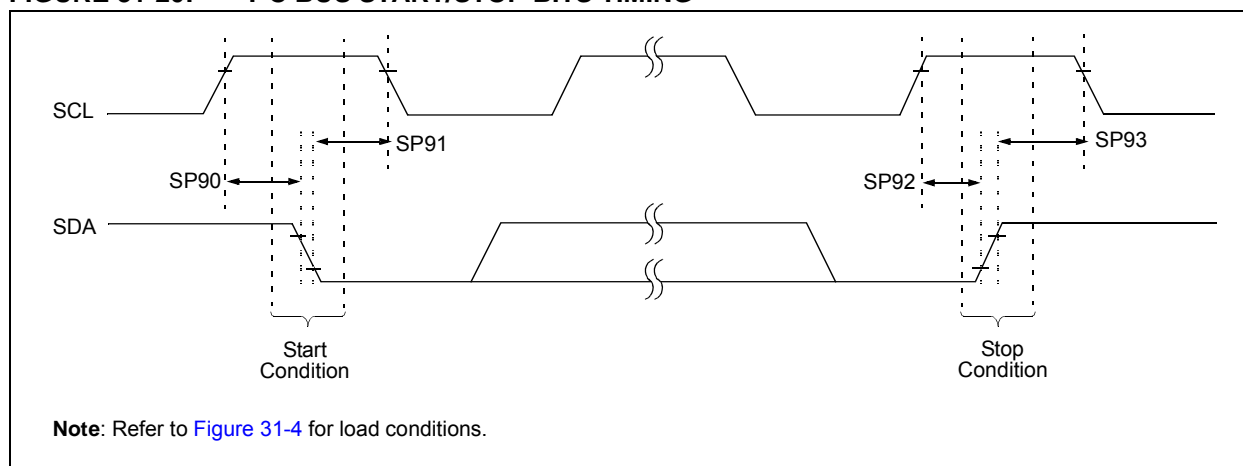 SCL
SP91
SP93
SP90
SP92
SDA
Start
Condition
Stop
Condition
Note: Refer to Figure 31-4 for load conditions.